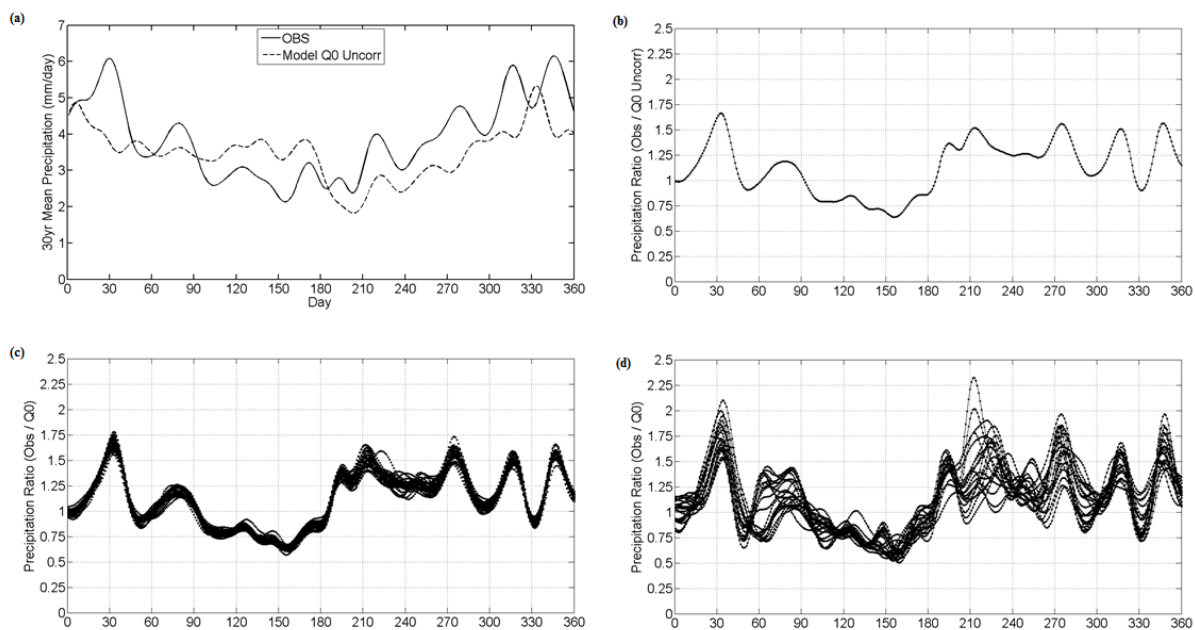 (a)
7
6
5
4
3
2
1
0
30yr Mean Precipitation (mm/day)
OBS
Model Q0 Uncorr
0 30 60 90 120 150 180 210 240 270 300 330 360
Day
(b)
2.5
2.25
2
1.75
1.5
1.25
1
0.75
0.5
0.25
0
Precipitation Ratio (Obs / Q0 Uncorr)
0 30 60 90 120 150 180 210 240 270 300 330 360
(c)
2.5
2.25
2
1.75
1.5
1.25
1
0.75
0.5
0.25
0
Precipitation Ratio (Obs / Q0)
0 30 60 90 120 150 180 210 240 270 300 330 360
(d)
2.5
2.25
2
1.75
1.5
1.25
1
0.75
0.5
0.25
0
Precipitation Ratio (Obs / Q0)
0 30 60 90 120 150 180 210 240 270 300 330 360